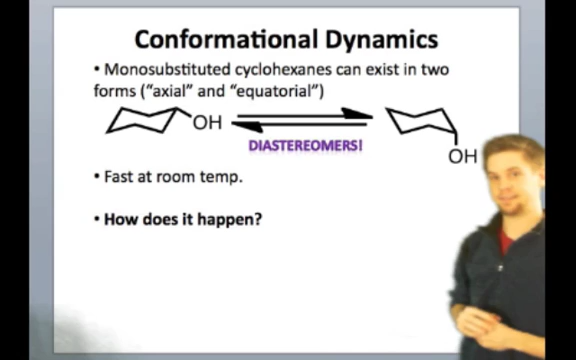 Conformational Dynamics
• Monosubstituted cyclohexanes can exist in two
forms ("axial" and "equatorial")
OH
DIASTEREOMERS!
OH
• Fast at room temp.
• How does it happen?